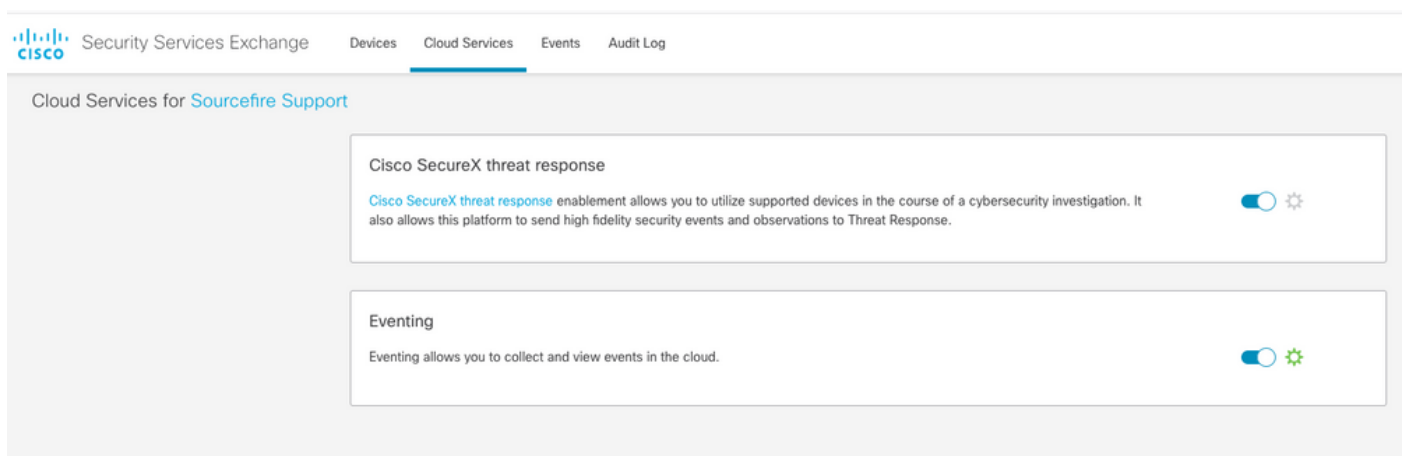 CISCO Security Services Exchange Devices Cloud Services Events Audit Log
Cloud Services for Sourcefire Support
Cisco SecureX threat response
Cisco SecureX threat response enablement allows you to utilize supported devices in the course of a cybersecurity investigation. It
also allows this platform to send high fidelity security events and observations to Threat Response.
Eventing
Eventing allows you to collect and view events in the cloud.